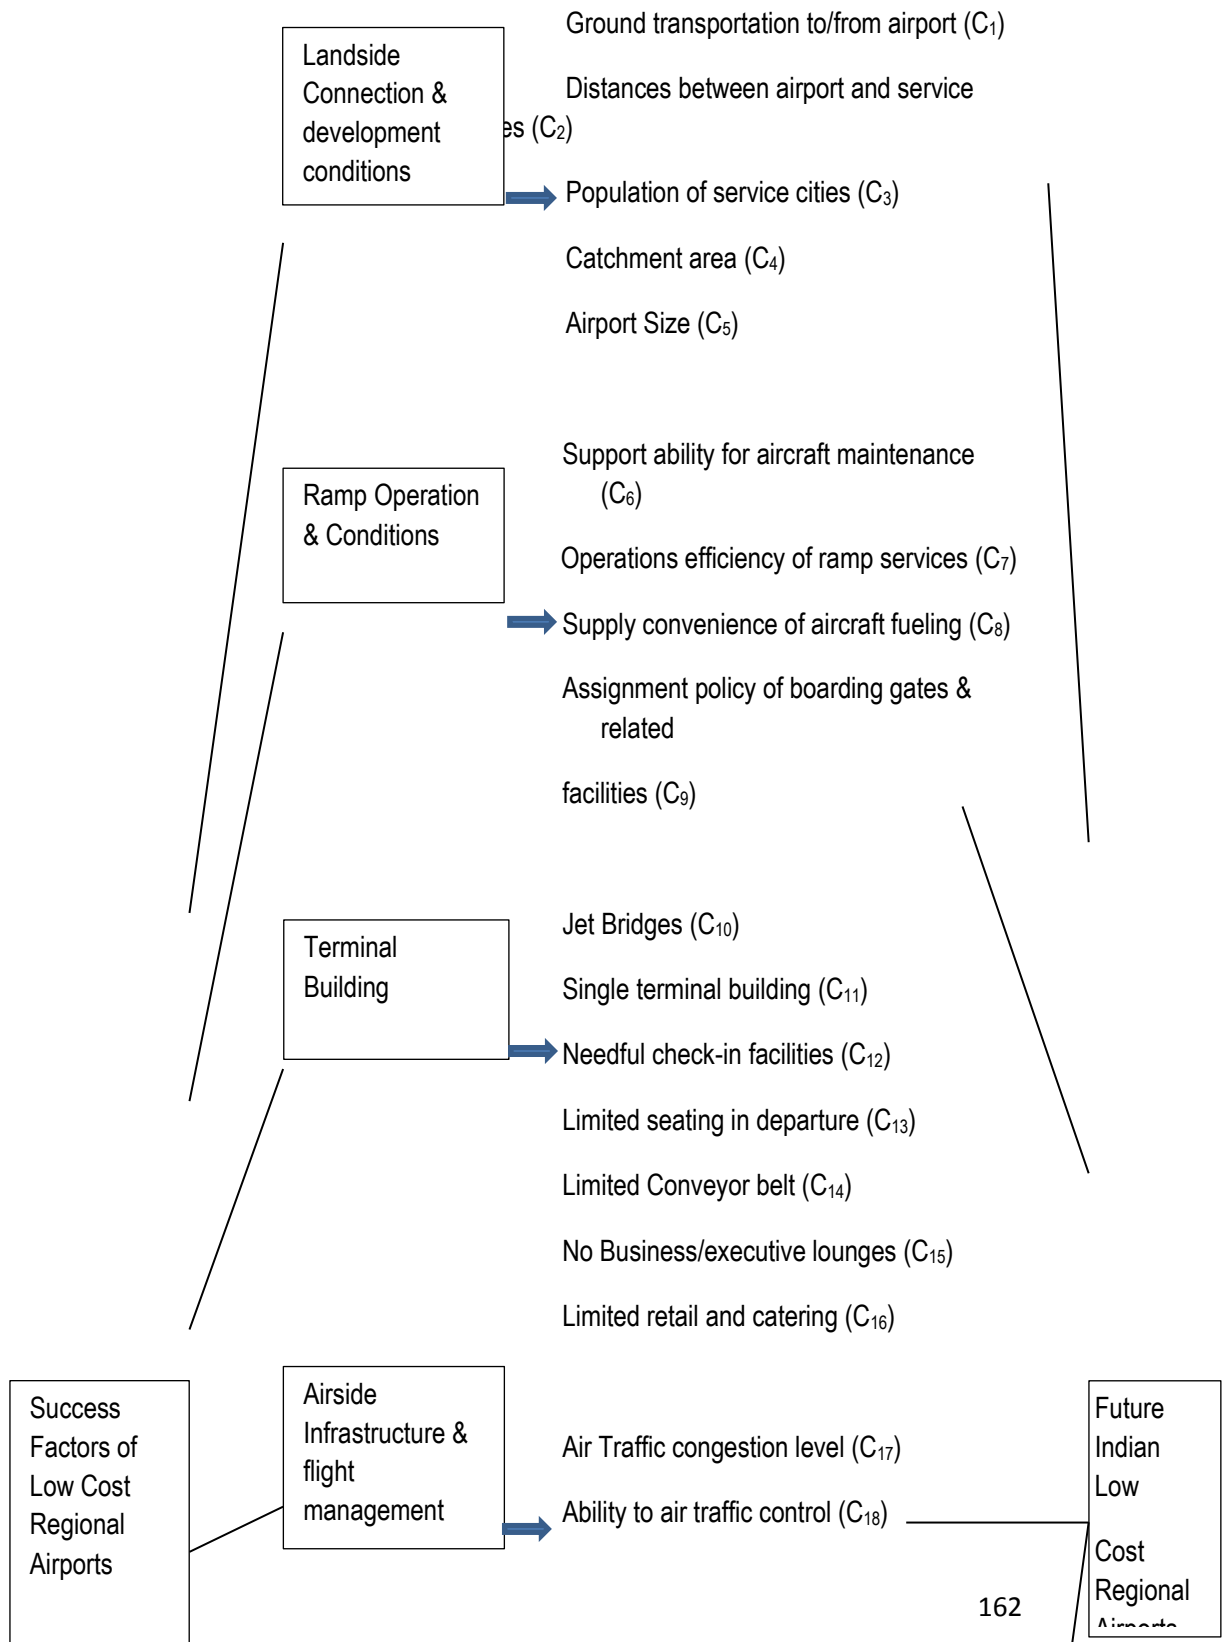 Landside
Connection &
development
conditions
Ground transportation to/from airport (C₁)
Distances between airport and service
es (C₂)
Population of service cities (C₃)
Catchment area (C₄)
Airport Size (C₅)
Ramp Operation
& Conditions
Support ability for aircraft maintenance
(C₆)
Operations efficiency of ramp services (C₇)
Supply convenience of aircraft fueling (C₈)
Assignment policy of boarding gates &
related
facilities (C₉)
Terminal
Building
Jet Bridges (C₁₀)
Single terminal building (C₁₁)
Needful check-in facilities (C₁₂)
Limited seating in departure (C₁₃)
Limited Conveyor belt (C₁₄)
No Business/executive lounges (C₁₅)
Limited retail and catering (C₁₆)
Success
Factors of
Low Cost
Regional
Airports
Airside
Infrastructure &
flight
management
Air Traffic congestion level (C₁₇)
Ability to air traffic control (C₁₈)
Future
Indian
Low
Cost
Regional
Airports
162